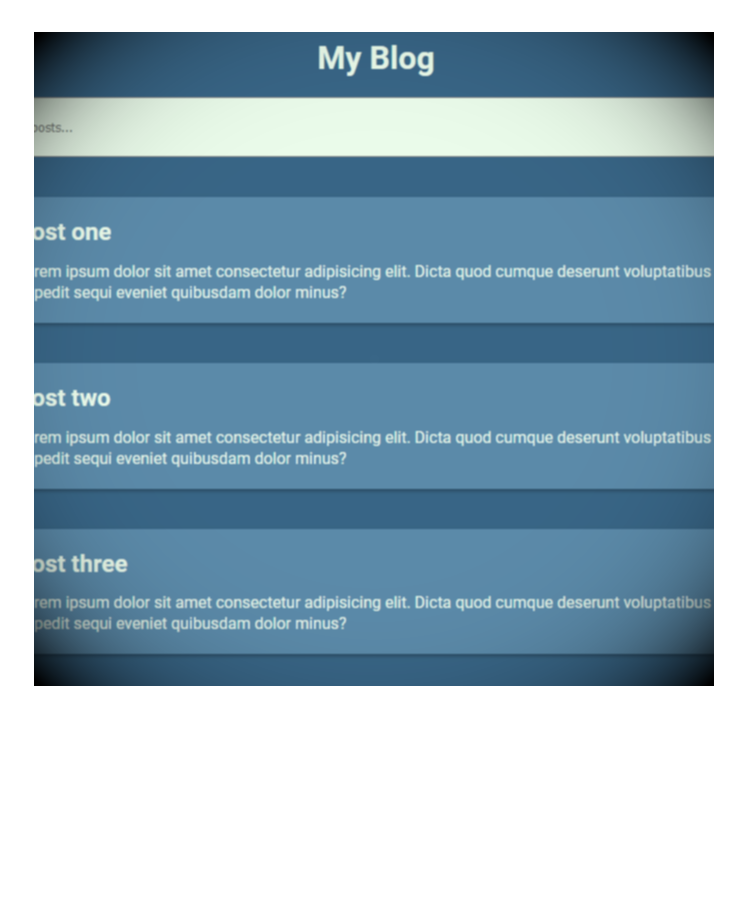 My Blog
posts...
ost one
rem ipsum dolor sit amet consectetur adipisicing elit. Dicta quod cumque deserunt voluptatibus
pedit sequi eveniet quibusdam dolor minus?
ost two
rem ipsum dolor sit amet consectetur adipisicing elit. Dicta quod cumque deserunt voluptatibus
pedit sequi eveniet quibusdam dolor minus?
ost three
rem ipsum dolor sit amet consectetur adipisicing elit. Dicta quod cumque deserunt voluptatibus
pedit sequi eveniet quibusdam dolor minus?